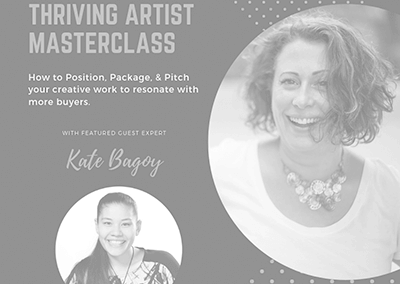 THRIVING ARTIST
MASTERCLASS
How to Position, Package, & Pitch
your creative work to resonate with
more buyers.
WITH FEATURED GUEST EXPERT
Kate Bagoy